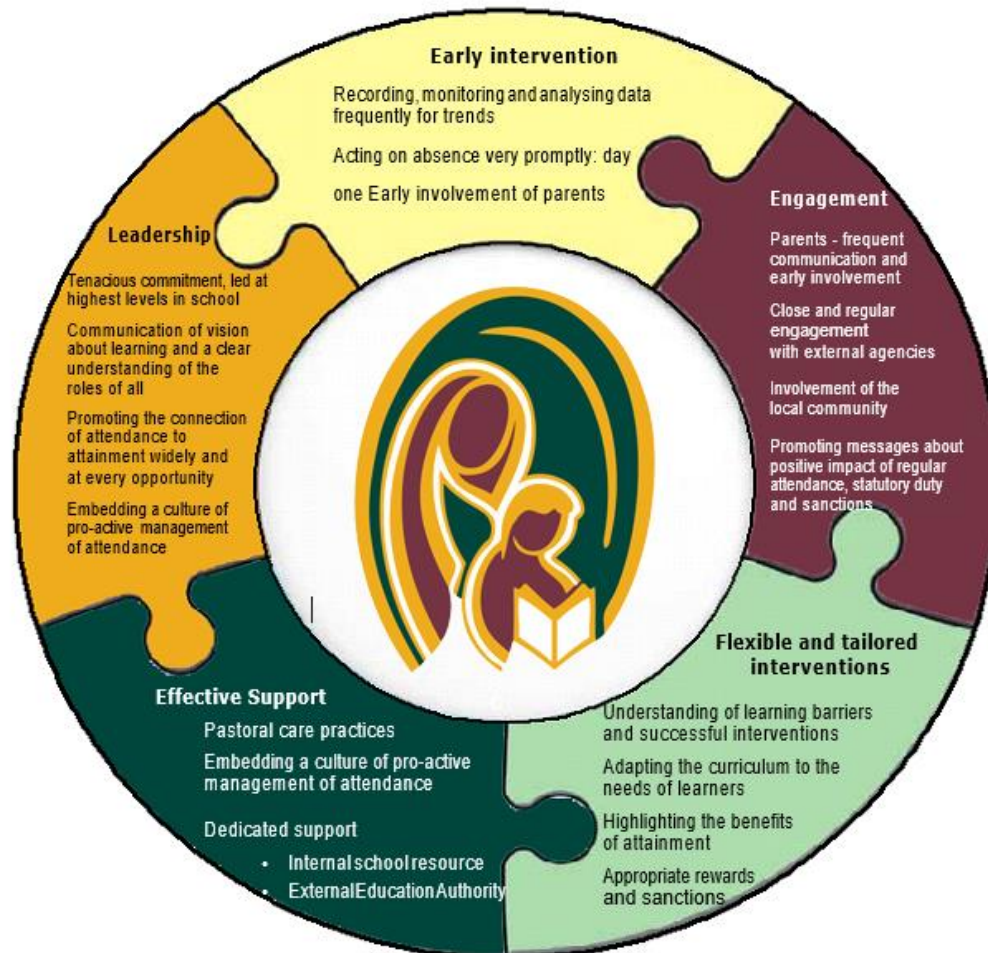 Early intervention
Recording, monitoring and analysing data
frequently for trends
Acting on absence very promptly: day
one Early involvement of parents
Engagement
Parents - frequent
communication and
early involvement
Close and regular
engagement
with external agencies
Involvement of the
local community
Promoting messages about
positive impact of regular
attendance, statutory duty
and sanctions
Flexible and tailored
interventions
Understanding of learning barriers
and successful interventions
Adapting the curriculum to the
needs of learners
Highlighting the benefits
of attainment
Appropriate rewards
and sanctions
Effective Support
Pastoral care practices
Embedding a culture of pro-active
management of attendance
Dedicated support
• Internal school resource
• External Education Authority
Leadership
Tenacious commitment, led at
highest levels in school
Communication of vision
about learning and a clear
understanding of the
roles of all
Promoting the connection
of attendance to
attainment widely and
at every opportunity
Embedding a culture of
pro-active management
of attendance